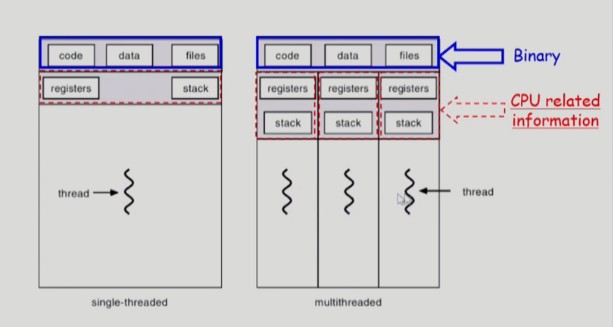 code data files
registers stack
thread
single-threaded
code data files
registers registers registers
stack stack stack
thread
multithreaded
Binary
CPU related
information